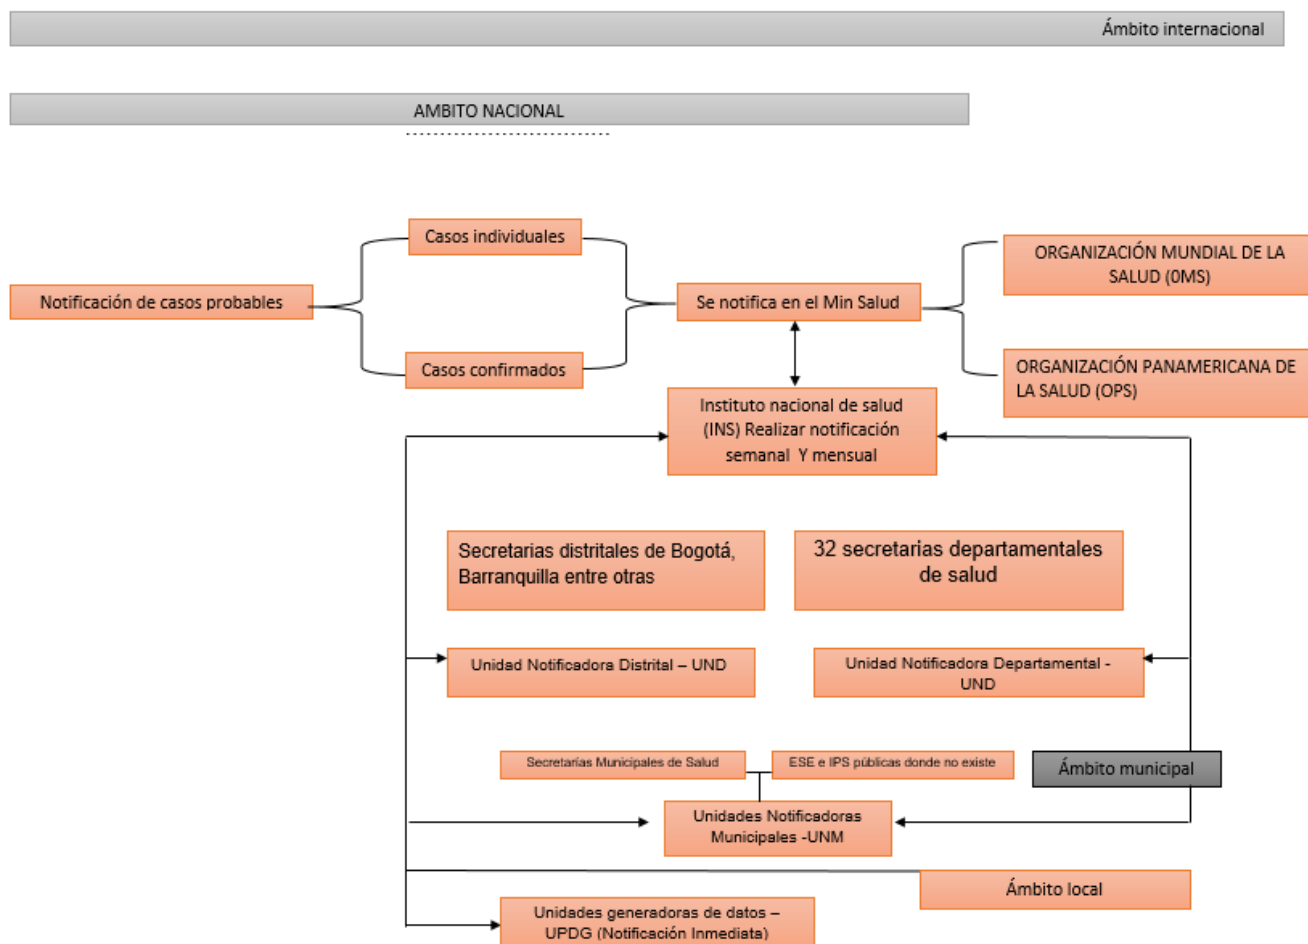 Ámbito internacional
AMBITO NACIONAL
Casos individuales
ORGANIZACIÓN MUNDIAL DE LA
SALUD (0MS)
Notificación de casos probables
Se notifica en el Min Salud
Casos confirmados
ORGANIZACIÓN PANAMERICANA DE
LA SALUD (OPS)
Instituto nacional de salud
(INS) Realizar notificación
semanal Y mensual
Secretarias distritales de Bogotá,
Barranquilla entre otras
32 secretarias departamentales
de salud
Unidad Notificadora Distrital – UND
Unidad Notificadora Departamental -
UND
Secretarías Municipales de Salud
ESE e IPS públicas donde no existe
Ámbito municipal
Unidades Notificadoras
Municipales -UNM
Ámbito local
Unidades generadoras de datos –
UPDG (Notificación Inmediata)